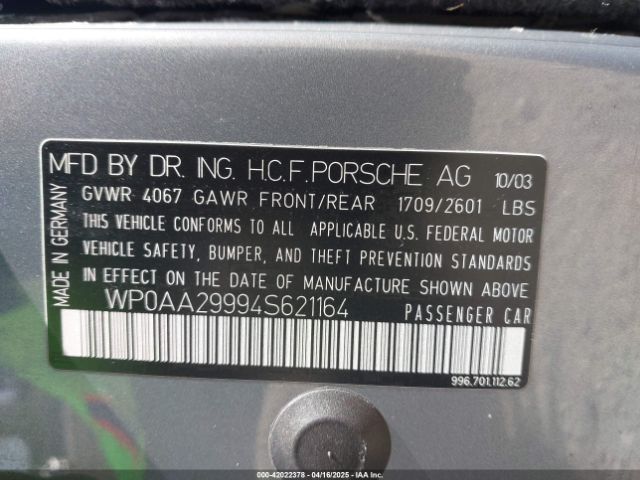 MFD BY DR. ING. H.C.F. PORSCHE AG 10/03
GVWR 4067 GAWR FRONT/REAR 1709/2601 LBS
THIS VEHICLE CONFORMS TO ALL APPLICABLE U.S. FEDERAL MOTOR
VEHICLE SAFETY, BUMPER, AND THEFT PREVENTION STANDARDS
IN EFFECT ON THE DATE OF MANUFACTURE SHOWN ABOVE
WP0AA29994S621164 PASSENGER CAR
MADE IN GERMANY
996.701.112.62
000-42022378 - 04/16/2025 - IAA Inc.